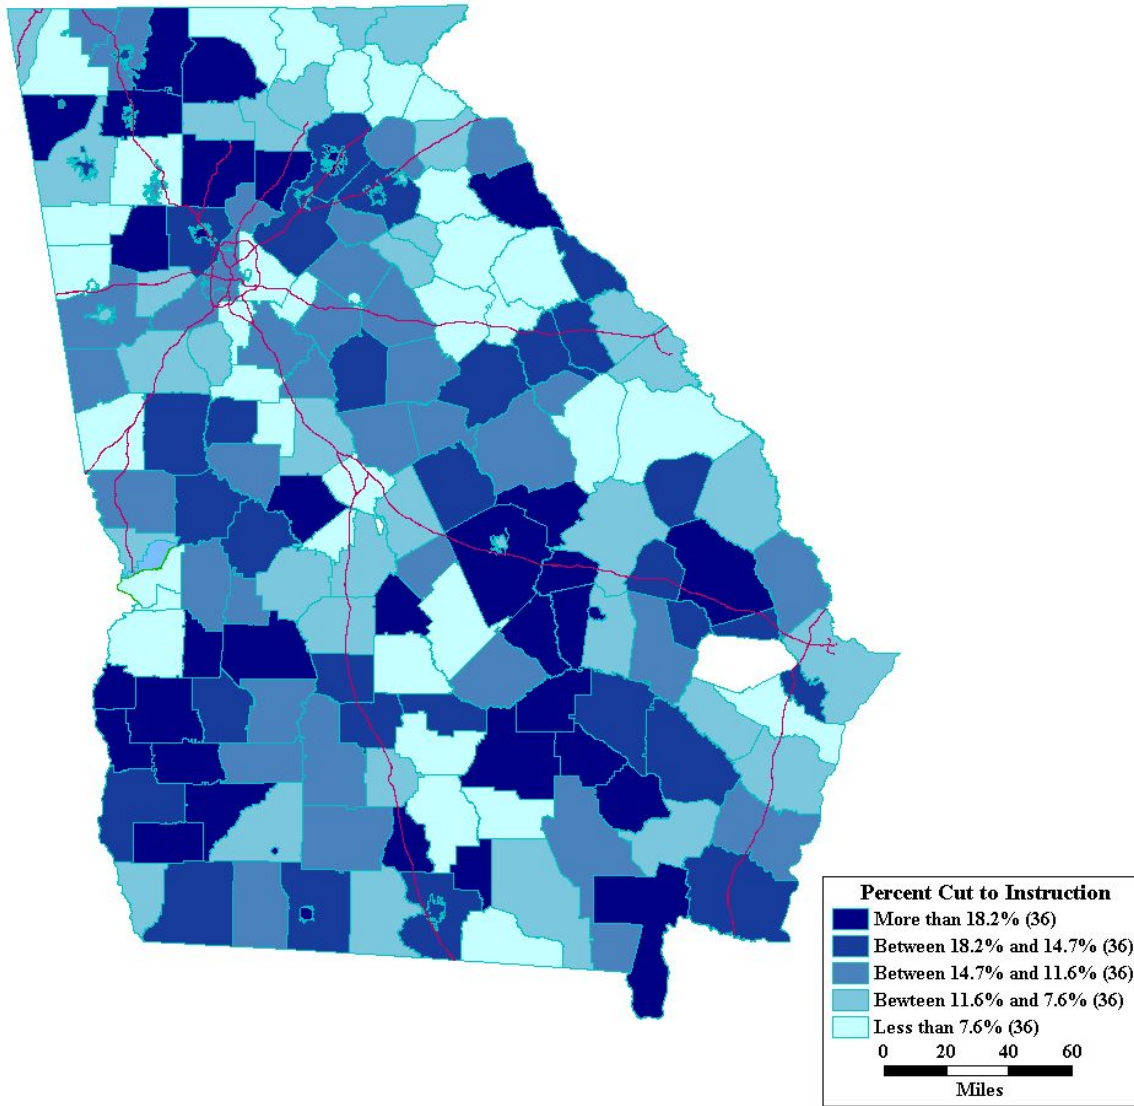 Percent Cut to Instruction
More than 18.2% (36)
Between 18.2% and 14.7% (36)
Between 14.7% and 11.6% (36)
Bewteen 11.6% and 7.6% (36)
Less than 7.6% (36)
0 20 40 60
Miles